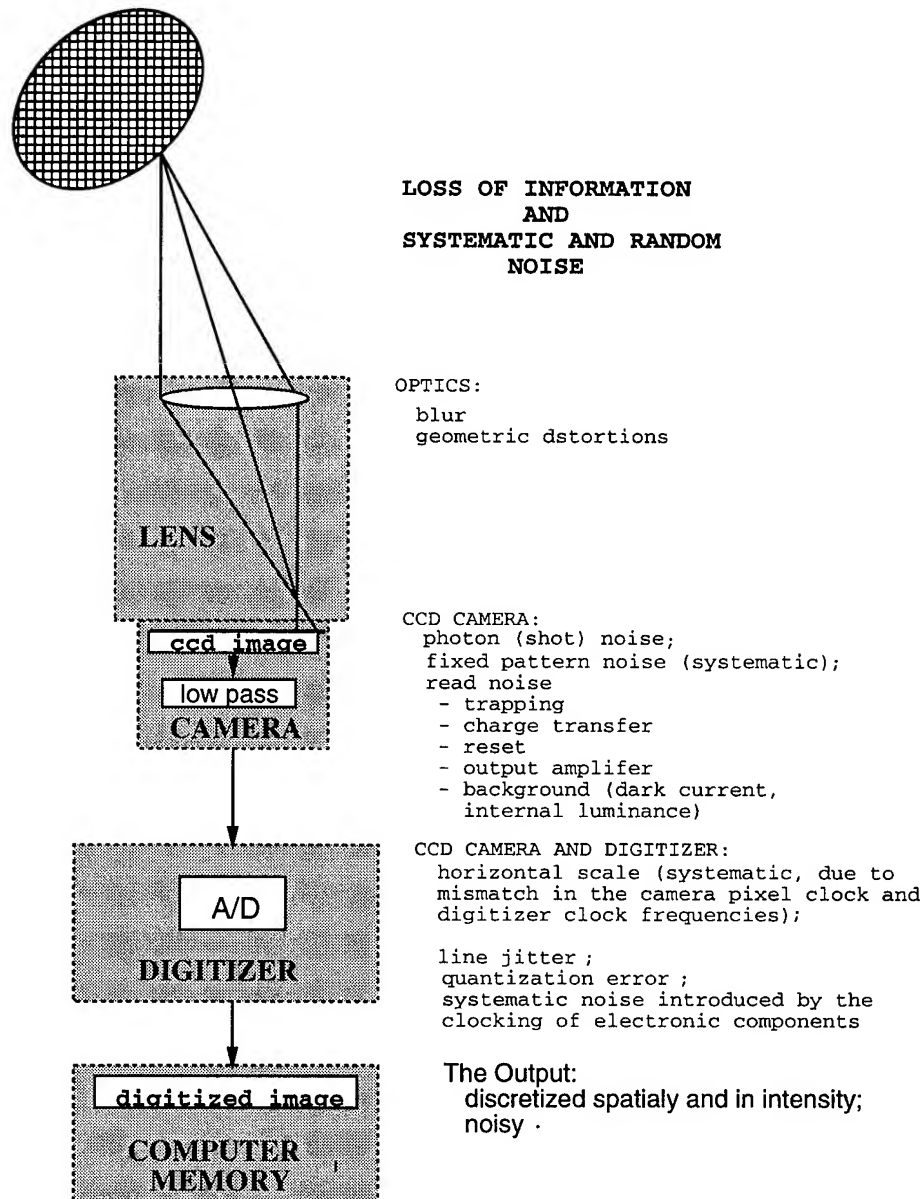 LOSS OF INFORMATION
AND
SYSTEMATIC AND RANDOM
NOISE
OPTICS:
blur
geometric dstortions
LENS
CCD CAMERA:
photon (shot) noise;
fixed pattern noise (systematic);
read noise
- trapping
- charge transfer
- reset
- output amplifer
- background (dark current,
internal luminance)
ccd image
low pass
CAMERA
CCD CAMERA AND DIGITIZER:
horizontal scale (systematic, due to
mismatch in the camera pixel clock and
digitizer clock frequencies);
line jitter ;
quantization error ;
systematic noise introduced by the
clocking of electronic components
A/D
DIGITIZER
The Output:
discretized spatialy and in intensity;
noisy .
digitized image
COMPUTER
MEMORY